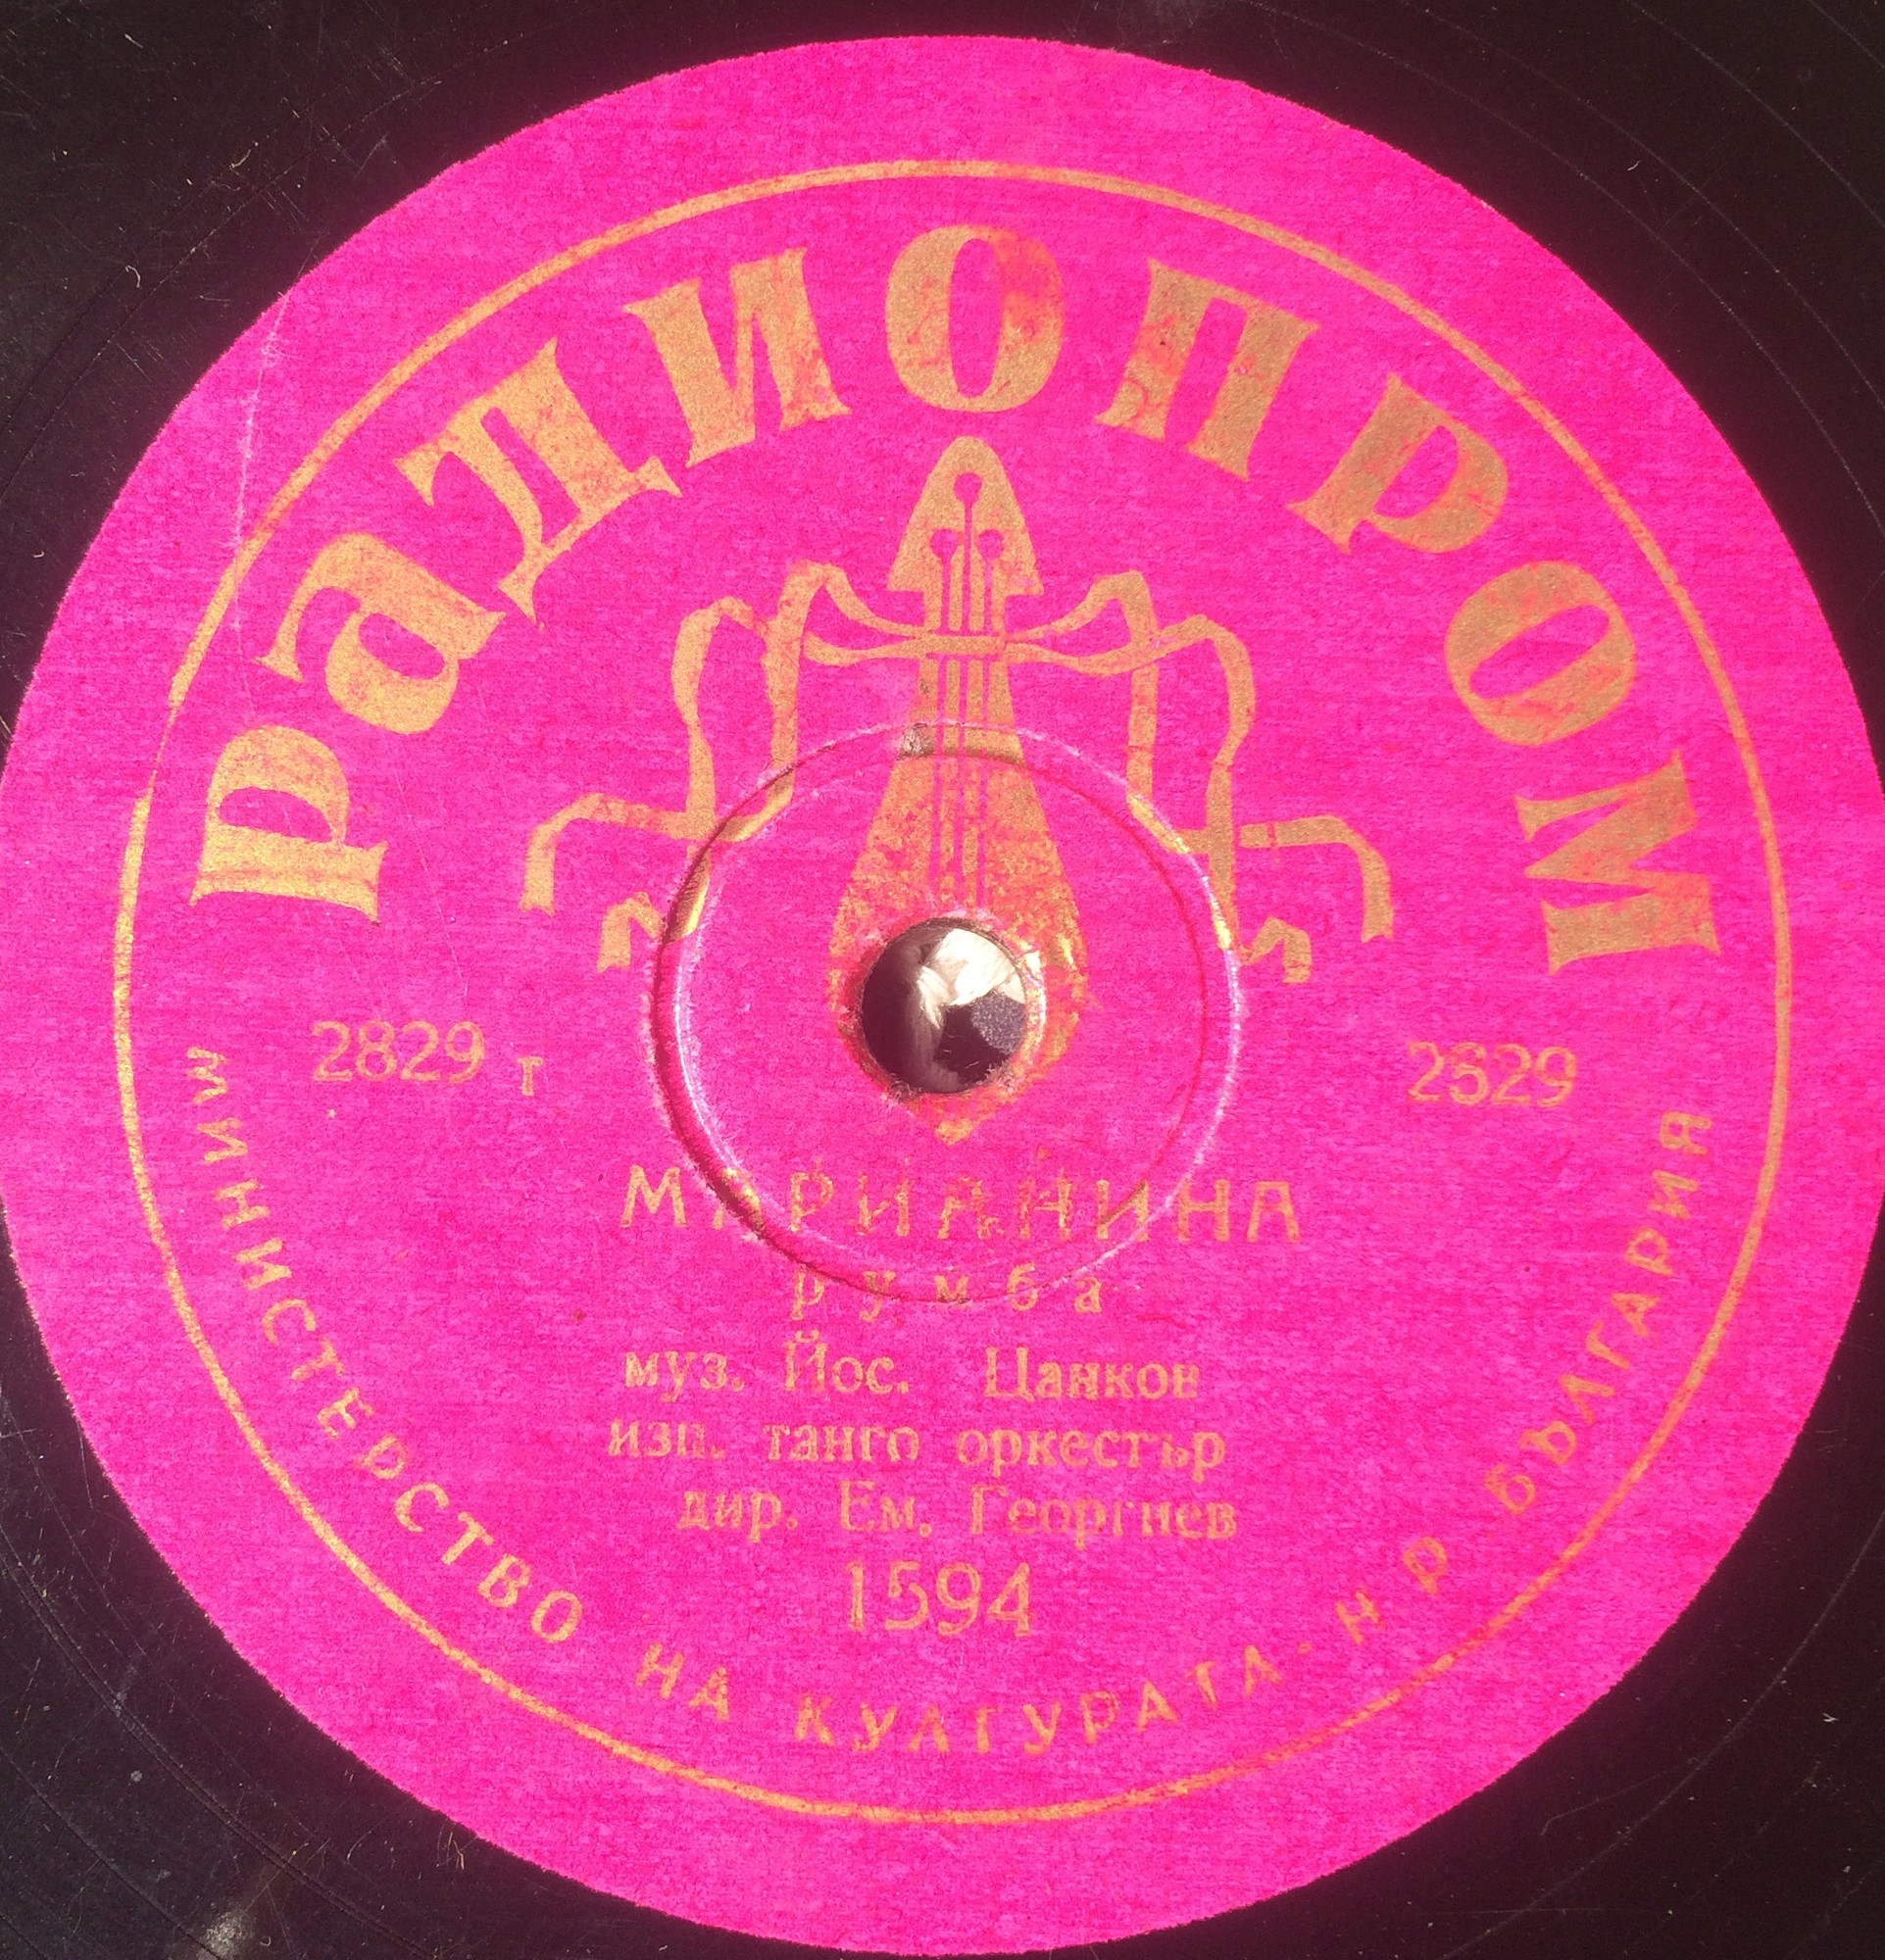 радиопром
2829 г 2829
МАРИАНИНА
румба
муз. Йос. Цанков
изп. танго оркестър
дир. Ем. Георгиев
1594
МИНИСТЕРСТВО НА КУЛТУРАТА - Н Р БЪЛГАРИЯ